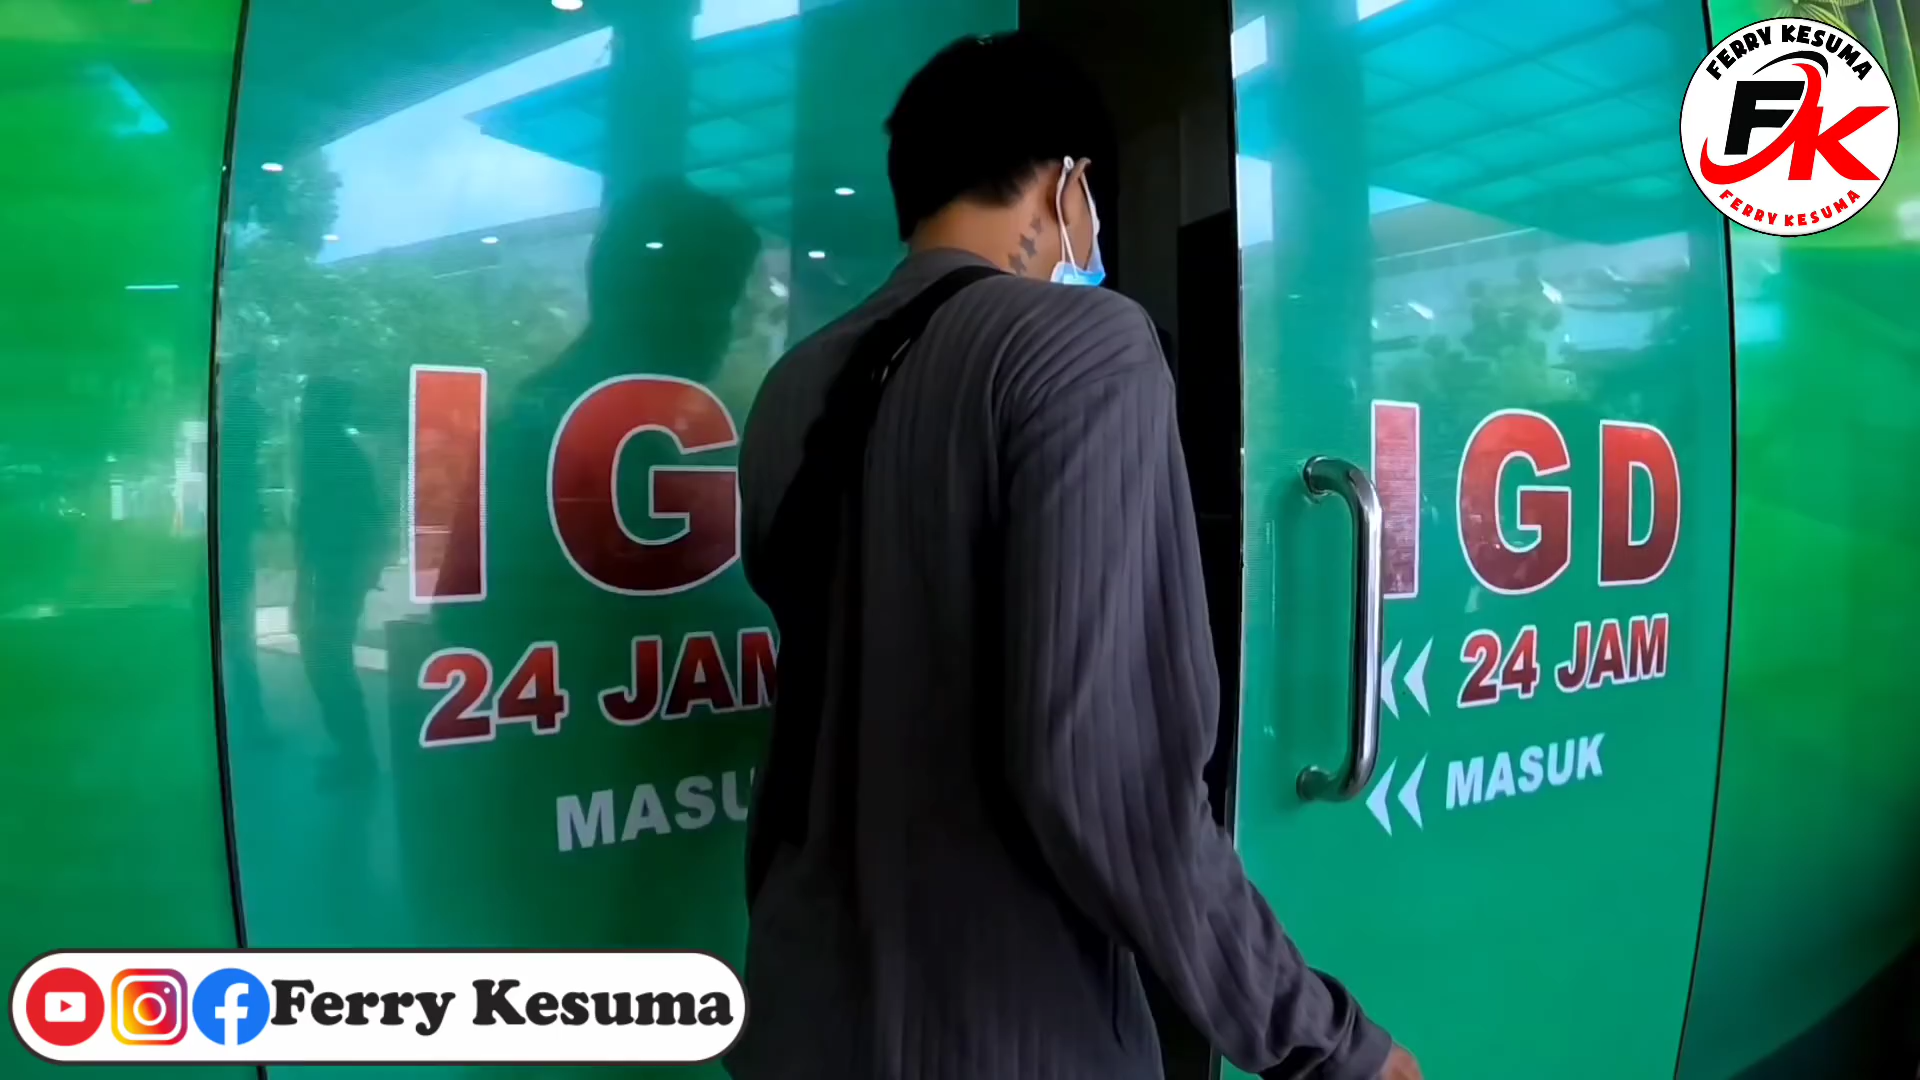 FERRY KESUMA
FK
FERRY KESUMA
IG
24 JAM
MASU
IGD
24 JAM
MASUK
Ferry Kesuma